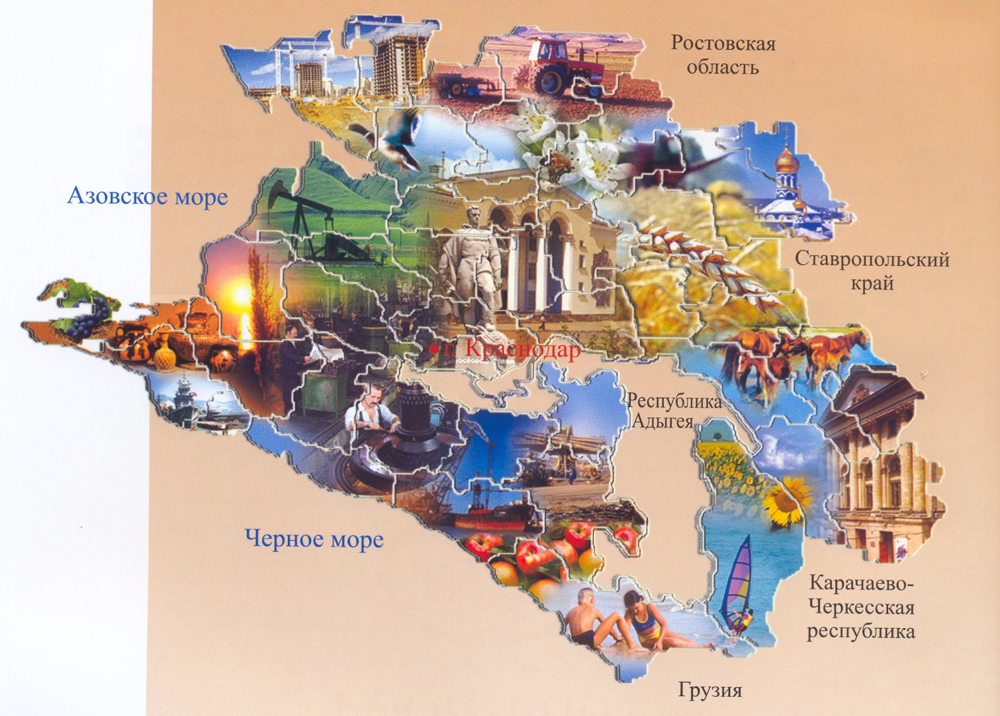 Ростовская
область
Азовское море
Ставропольский
край
г. Краснодар
Республика
Адыгея
Черное море
Карачаево-
Черкесская
республика
Грузия